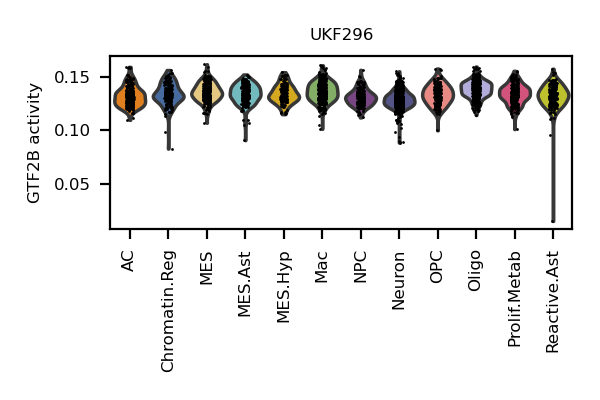 UKF296
GTF2B activity
0.15
0.10
0.05
AC
Chromatin.Reg
MES
MES.Ast
MES.Hyp
Mac
NPC
Neuron
OPC
Oligo
Prolif.Metab
Reactive.Ast